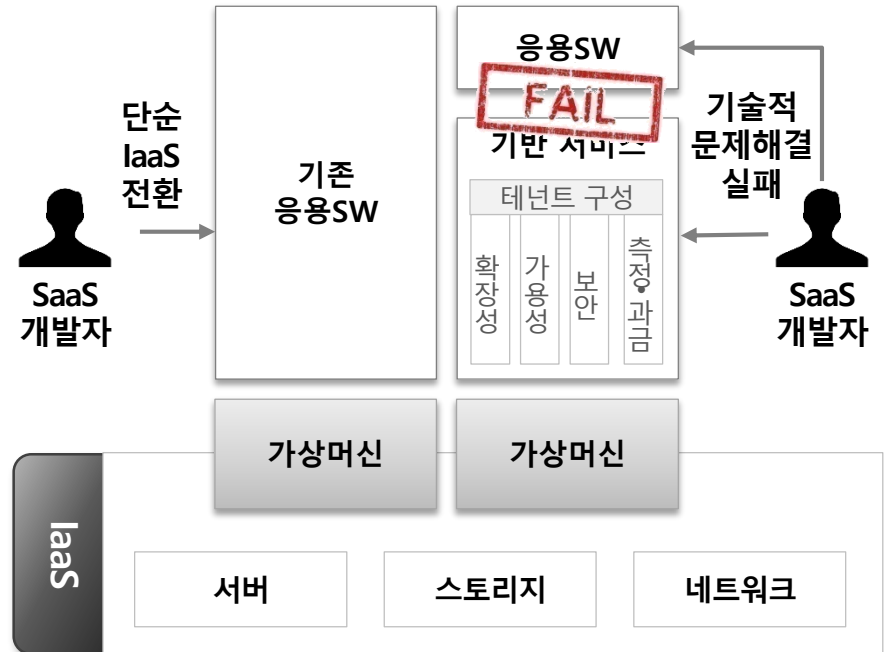 응용SW
FAIL
단순
IaaS
전환
기존
응용SW
기반 서비스
기술적
문제해결
실패
테넌트 구성
확장성
가용성
보안
측정•과금
SaaS
개발자
SaaS
개발자
가상머신
가상머신
IaaS
서버
스토리지
네트워크